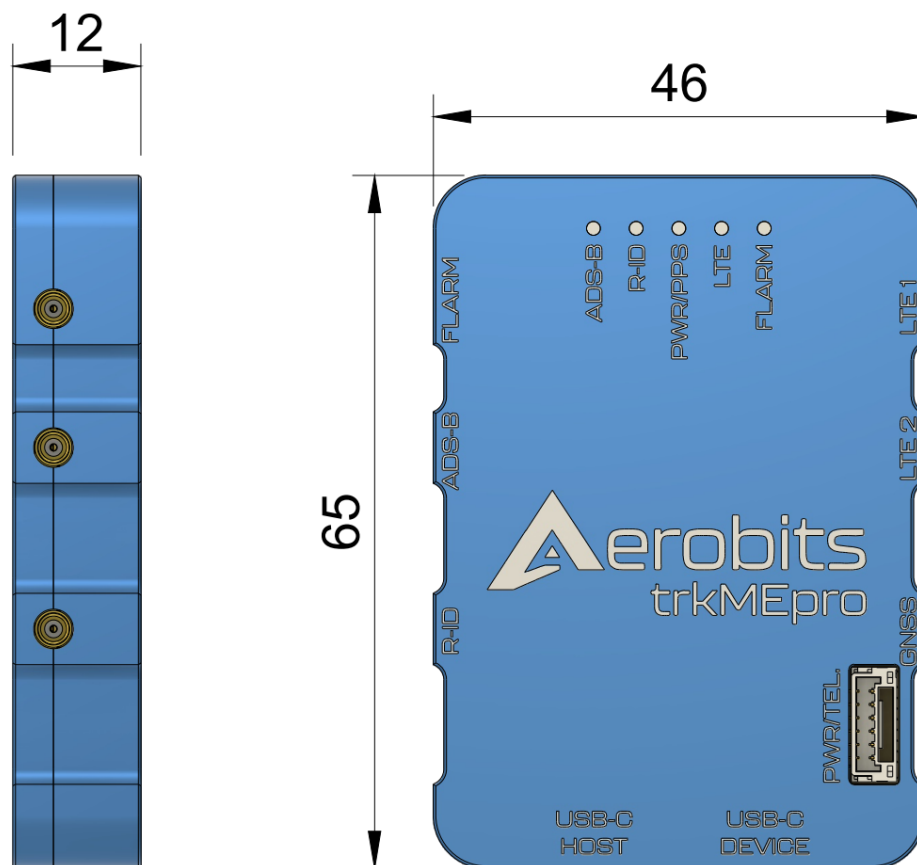 12
46
65
ADS-B
R-ID
PWR/PPS
LTE
FLARM
FLARM
ADS-B
R-ID
LTE 1
LTE 2
GNSS
Aerobits
trkMEpro
PWR/TEL.
USB-C
HOST
USB-C
DEVICE